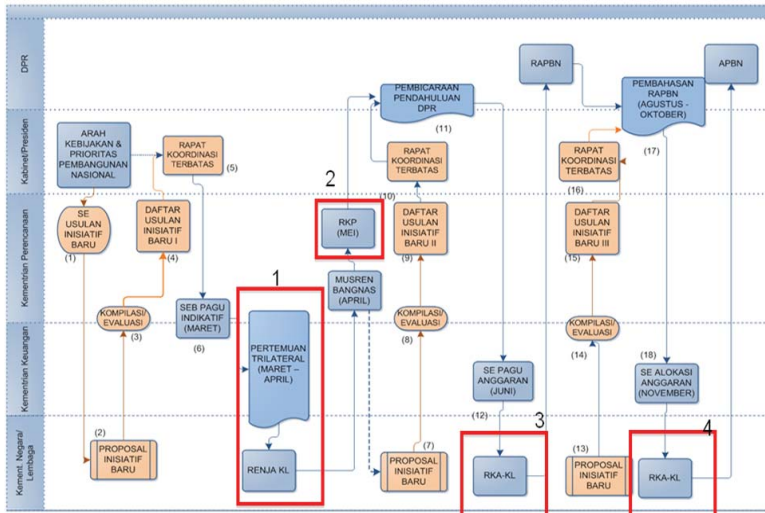 DPR
Kabinet/Presiden
Kementrian Perencanaan
Kementrian Keuangan
Kement. Negara/
Lembaga
ARAH
KEBIJAKAN &
PRIORITAS
PEMBANGUNAN
NASIONAL
RAPAT
KOORDINASI
TERBATAS
(5)
SE
USULAN
INISIATIF
BARU
(1)
DAFTAR
USULAN
INISIATIF
BARU I
(4)
KOMPILASI/
EVALUASI
(3)
(2)
PROPOSAL
INISIATIF
BARU
SEB PAGU
INDIKATIF
(MARET)
(6)
1
PERTEMUAN
TRILATERAL
(MARET –
APRIL)
RENJA KL
2
RKP
(MEI)
MUSREN
BANGNAS
(APRIL)
PEMBICARAAN
PENDAHULUAN
DPR
(11)
RAPAT
KOORDINASI
TERBATAS
(10)
DAFTAR
USULAN
INISIATIF
BARU II
(9)
KOMPILASI/
EVALUASI
(8)
(7)
PROPOSAL
INISIATIF
BARU
SE PAGU
ANGGARAN
(JUNI)
(12)
3
RKA-KL
RAPBN
PEMBAHASAN
RAPBN
(AGUSTUS -
OKTOBER)
(17)
APBN
RAPAT
KOORDINASI
TERBATAS
(16)
DAFTAR
USULAN
INISIATIF
BARU III
(15)
KOMPILASI/
EVALUASI
(14)
(13)
PROPOSAL
INISIATIF
BARU
(18)
SE ALOKASI
ANGGARAN
(NOVEMBER)
4
RKA-KL